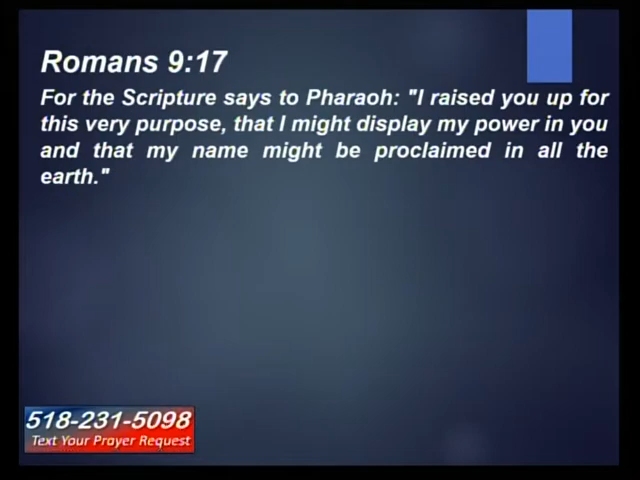 Romans 9:17
For the Scripture says to Pharaoh: "I raised you up for
this very purpose, that I might display my power in you
and that my name might be proclaimed in all the
earth."
518-231-5098
Text Your Prayer Request